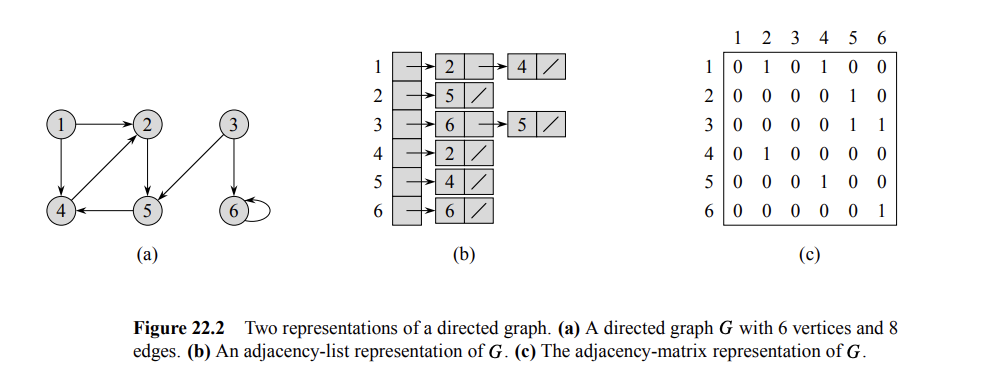 1 2 3
4 5 6
(a)
1 2 4
2 5
3 6 5
4 2
5 4
6 6
(b)
1 2 3 4 5 6
1 0 1 0 1 0 0
2 0 0 0 0 1 0
3 0 0 0 0 1 1
4 0 1 0 0 0 0
5 0 0 0 1 0 0
6 0 0 0 0 0 1
(c)
Figure 22.2 Two representations of a directed graph. (a) A directed graph G with 6 vertices and 8
edges. (b) An adjacency-list representation of G. (c) The adjacency-matrix representation of G.